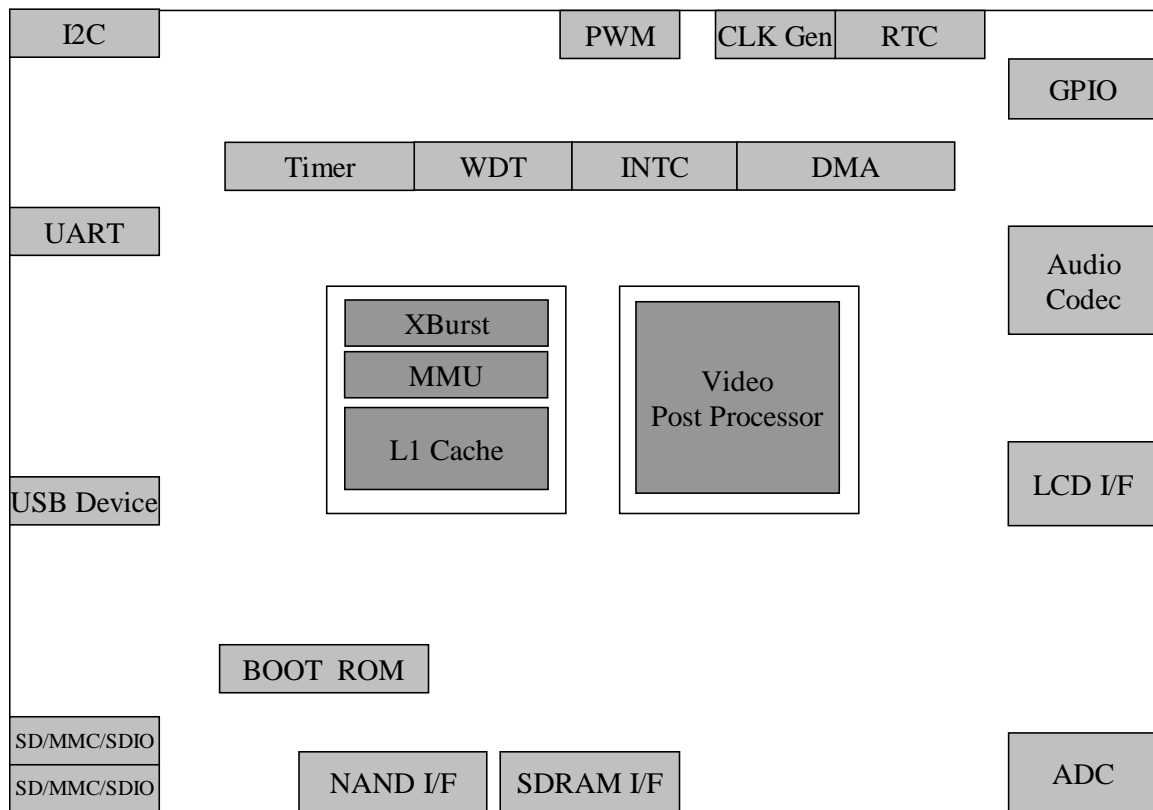 I2C
PWM
CLK Gen
RTC
GPIO
Timer
WDT
INTC
DMA
UART
Audio
Codec
XBurst
MMU
L1 Cache
Video
Post Processor
USB Device
LCD I/F
BOOT ROM
SD/MMC/SDIO
SD/MMC/SDIO
NAND I/F
SDRAM I/F
ADC